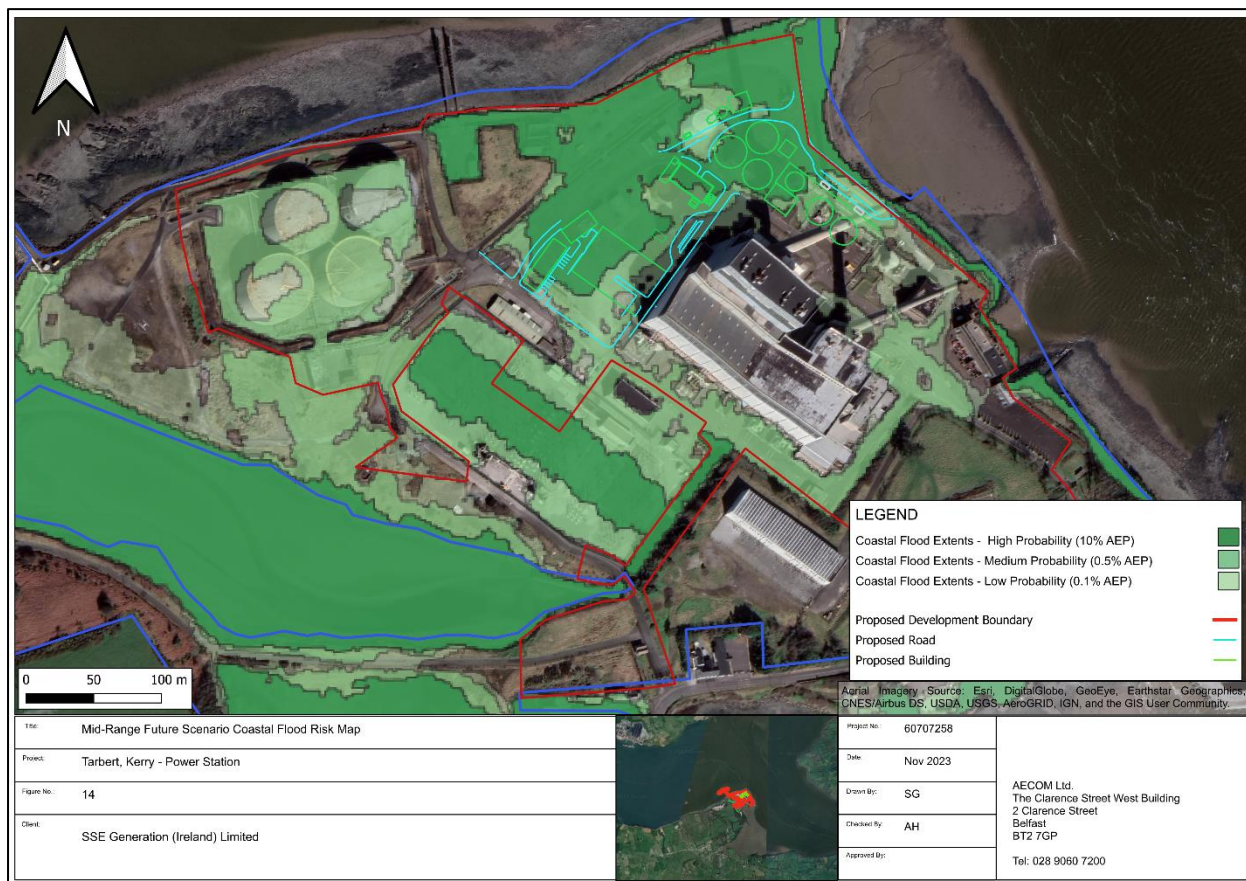 N
0 50 100 m
LEGEND
Coastal Flood Extents - High Probability (10% AEP)
Coastal Flood Extents - Medium Probability (0.5% AEP)
Coastal Flood Extents - Low Probability (0.1% AEP)
Proposed Development Boundary
Proposed Road
Proposed Building
Aerial Imagery Source: Esri, DigitalGlobe, GeoEye, Earthstar Geographics,
CNES/Airbus DS, USDA, USGS, AeroGRID, IGN, and the GIS User Community.
Title: Mid-Range Future Scenario Coastal Flood Risk Map
Project: Tarbert, Kerry - Power Station
Figure No.: 14
Client: SSE Generation (Ireland) Limited
Project No.: 60707258
Date: Nov 2023
Drawn By: SG
Checked By: AH
Approved By:
AECOM Ltd.
The Clarence Street West Building
2 Clarence Street
Belfast
BT2 7GP
Tel: 028 9060 7200